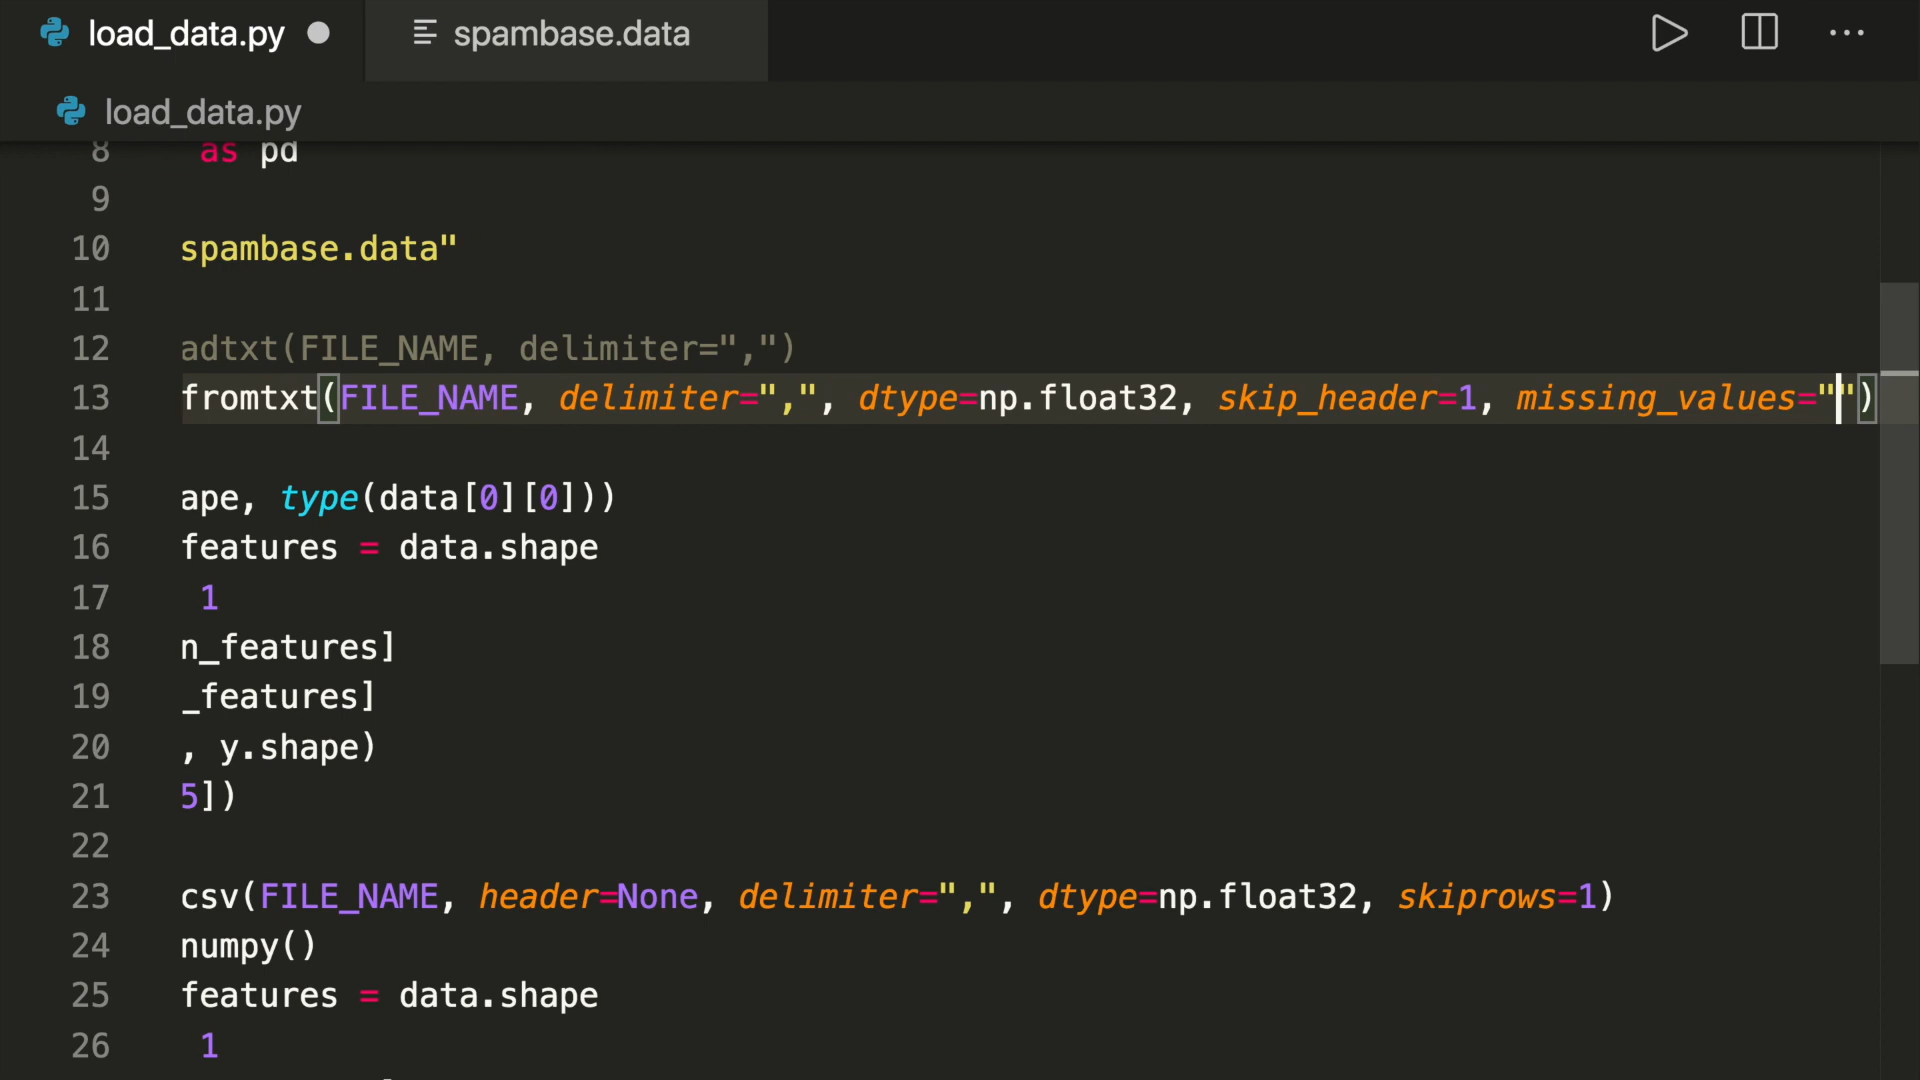 load_data.py
spambase.data
load_data.py
8 as pd
9
10 spambase.data"
11
12 adtxt(FILE_NAME, delimiter=",")
13 fromtxt(FILE_NAME, delimiter=",", dtype=np.float32, skip_header=1, missing_values="")
14
15 ape, type(data[0][0]))
16 features = data.shape
17 1
18 n_features]
19 _features]
20 , y.shape)
21 5])
22
23 csv(FILE_NAME, header=None, delimiter=",", dtype=np.float32, skiprows=1)
24 numpy()
25 features = data.shape
26 1